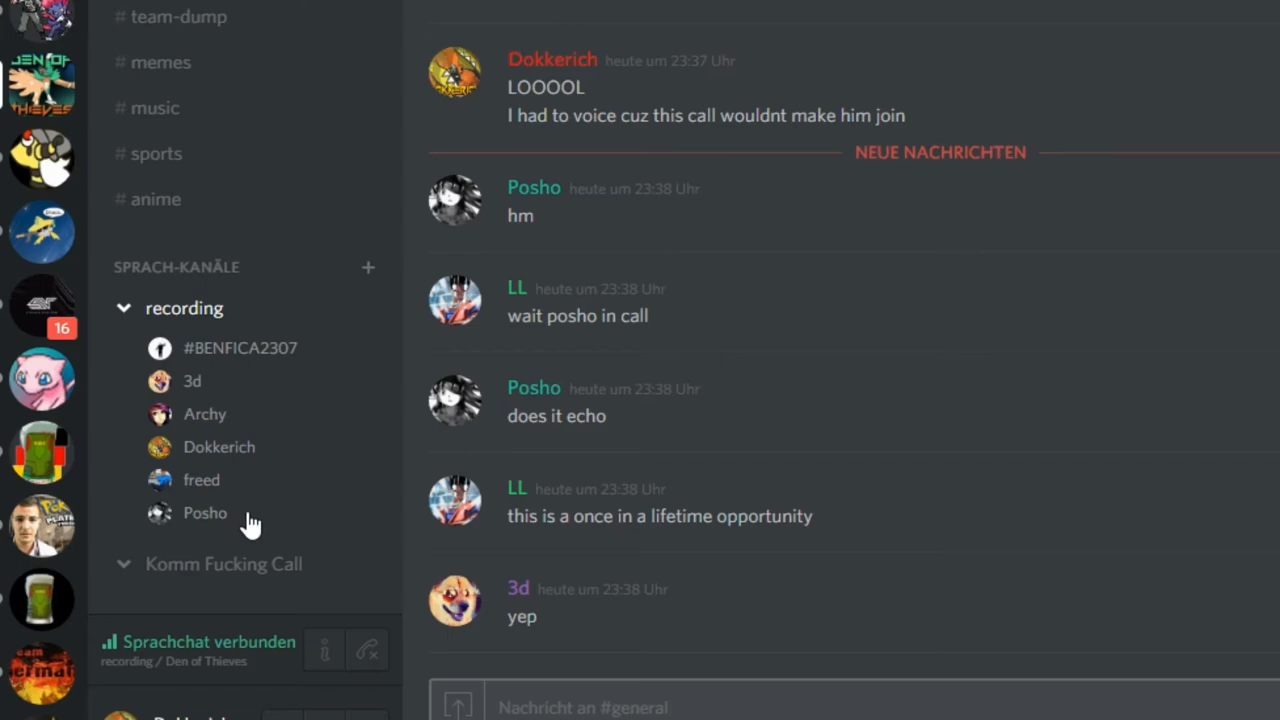 # team-dump
# memes
# music
# sports
# anime
SPRACH-KANÄLE +
recording
#BENFICA2307
3d
Archy
Dokkerich
freed
Posho
Komm Fucking Call
Sprachchat verbunden
recording / Den of Thieves
DEN OF
THIEVES
16
Dokkerich heute um 23:37 Uhr
LOOOOL
I had to voice cuz this call wouldnt make him join
NEUE NACHRICHTEN
Posho heute um 23:38 Uhr
hm
LL heute um 23:38 Uhr
wait posho in call
Posho heute um 23:38 Uhr
does it echo
LL heute um 23:38 Uhr
this is a once in a lifetime opportunity
3d heute um 23:38 Uhr
yep
Nachricht an #general